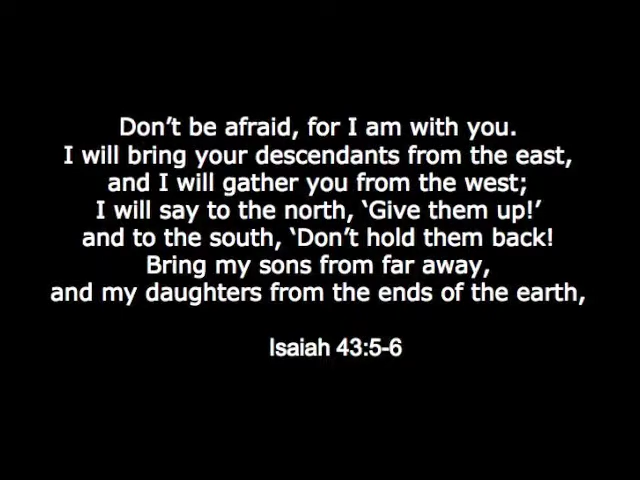 Don’t be afraid, for I am with you.
I will bring your descendants from the east,
and I will gather you from the west;
I will say to the north, ‘Give them up!’
and to the south, ‘Don’t hold them back!
Bring my sons from far away,
and my daughters from the ends of the earth,
Isaiah 43:5-6